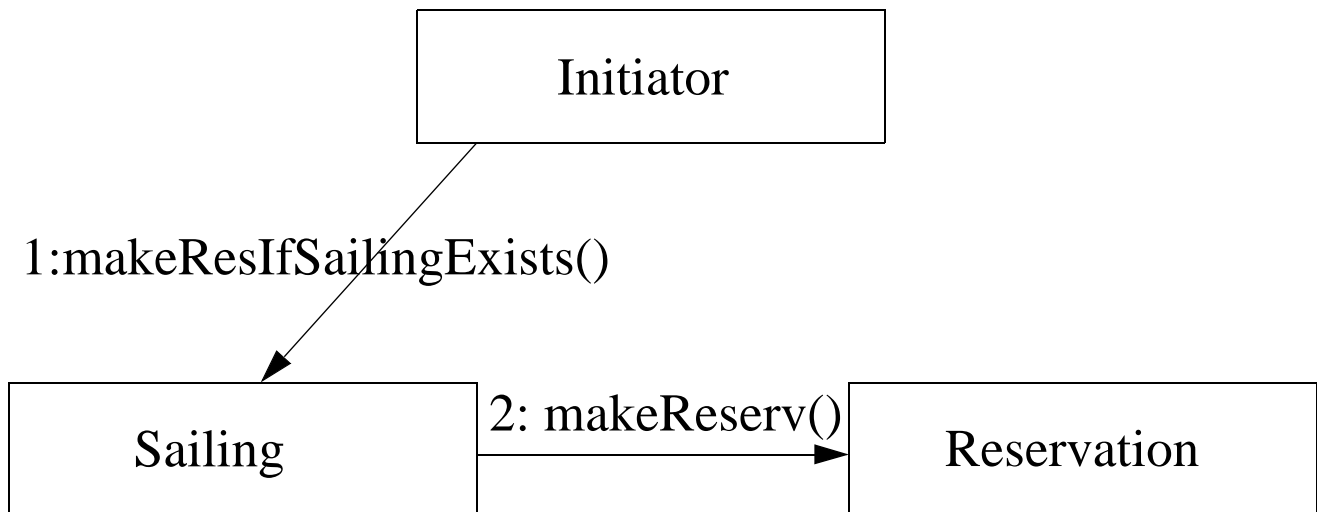 Initiator
1:makeResIfSailingExists()
2: makeReserv()
Sailing
Reservation